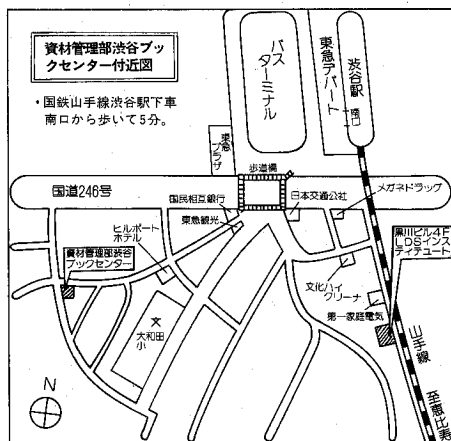 資材管理部渋谷ブッ
クセンター付近図
・国鉄山手線渋谷駅下車
南口から歩いて5分。
バスターミナル
東急デパート
渋谷駅
南口
東急
プラザ
歩道橋
国道246号
国民相互銀行
東急観光
日本交通公社
メガネドラッグ
ヒルポート
ホテル
資材管理部渋谷
ブックセンター
黒川ビル4F
LDSインス
ティテュート
文化ハイ
クリーナ
第一家庭電気
文
大和田
小
山手線
至恵比寿
N